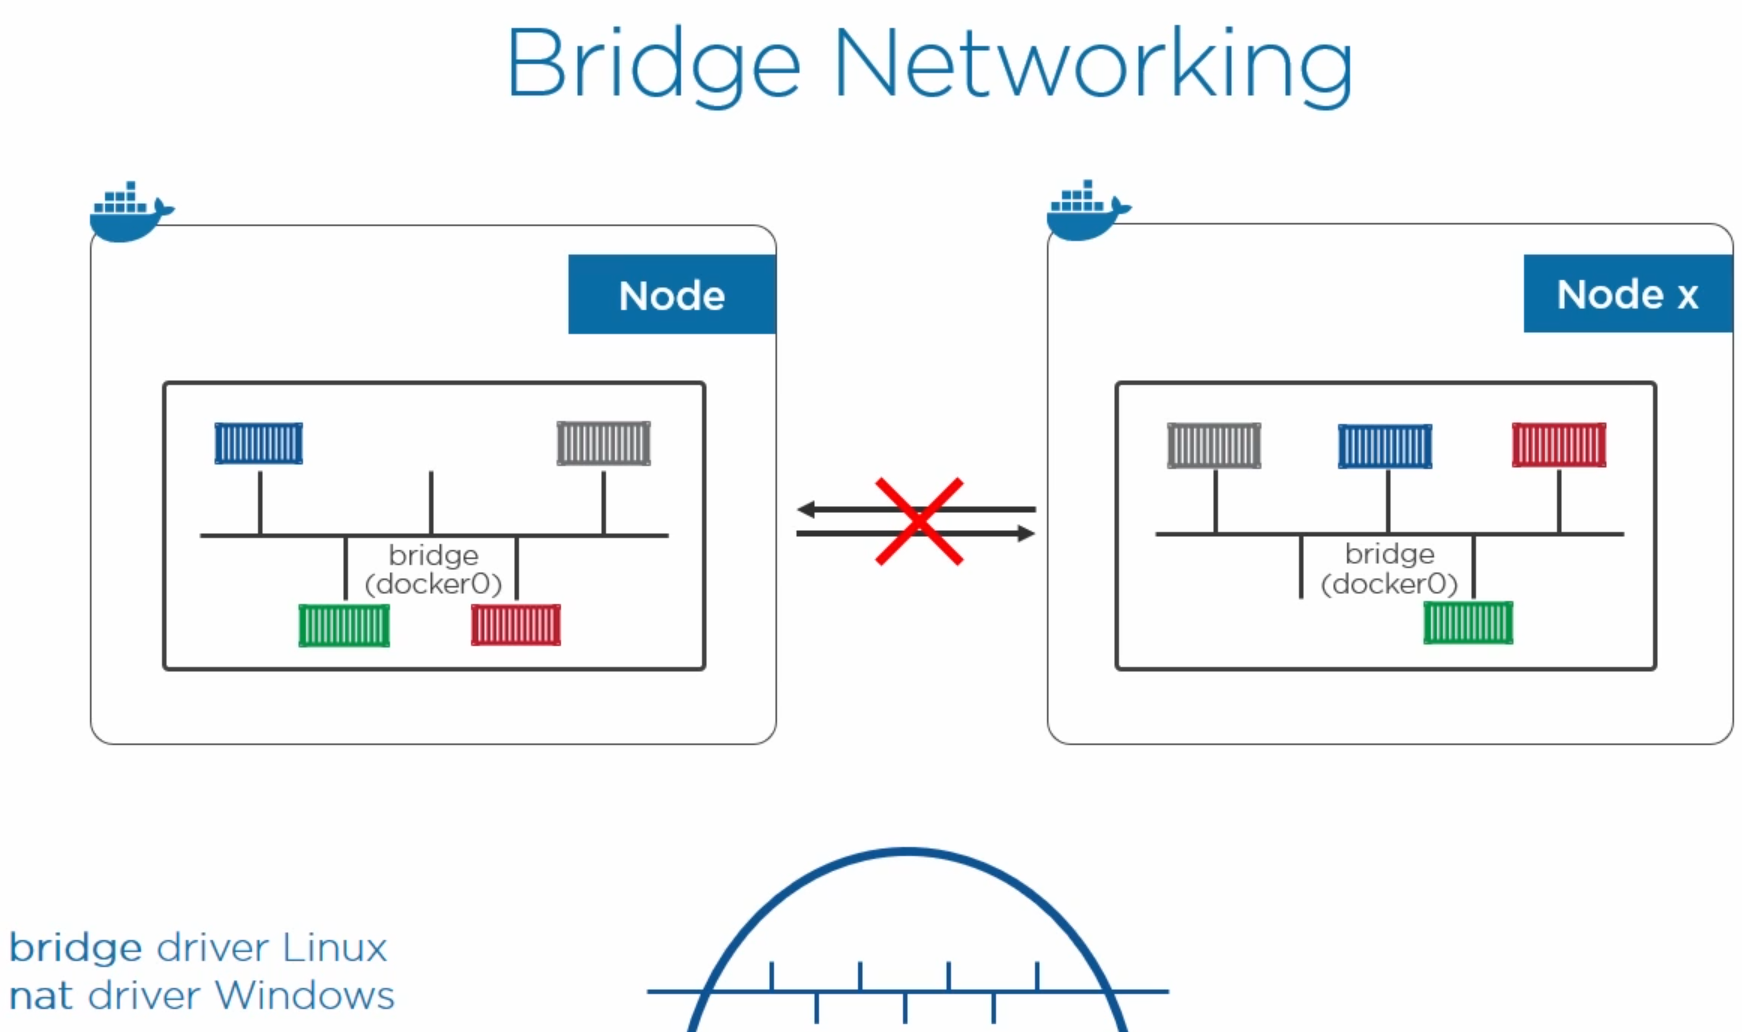 Bridge Networking
Node
Node x
bridge
(docker0)
bridge
(docker0)
bridge driver Linux
nat driver Windows